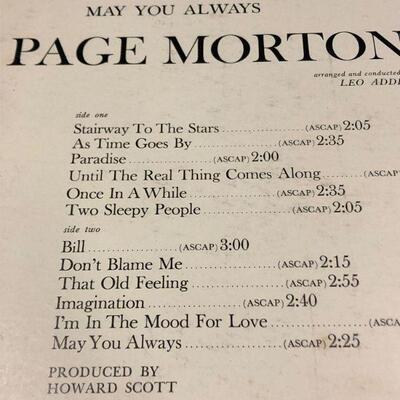 MAY YOU ALWAYS
PAGE MORTON
arranged and conducted
LEO ADDE
side one
Stairway To The Stars ............... (ASCAP) 2:05
As Time Goes By ............... (ASCAP) 2:35
Paradise ............... (ASCAP) 2:00
Until The Real Thing Comes Along ............... (ASCAP)
Once In A While ............... (ASCAP) 2:35
Two Sleepy People ............... (ASCAP) 2:05
side two
Bill ............... (ASCAP) 3:00
Don't Blame Me ............... (ASCAP) 2:15
That Old Feeling ............... (ASCAP) 2:55
Imagination ............... (ASCAP) 2:40
I'm In The Mood For Love ............... (ASCA
May You Always ............... (ASCAP) 2:25
PRODUCED BY
HOWARD SCOTT